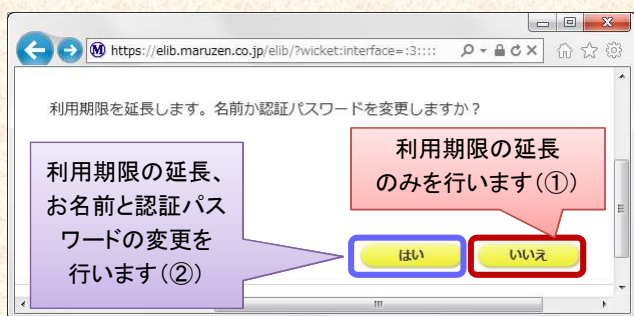 https://elib.maruzen.co.jp/elib/?wicket:interface=:3::::
利用期限を延長します。名前か認証パスワードを変更しますか？
利用期限の延長
のみを行います(①)
利用期限の延長、
お名前と認証パス
ワードの変更を
行います(②)
はい
いいえ